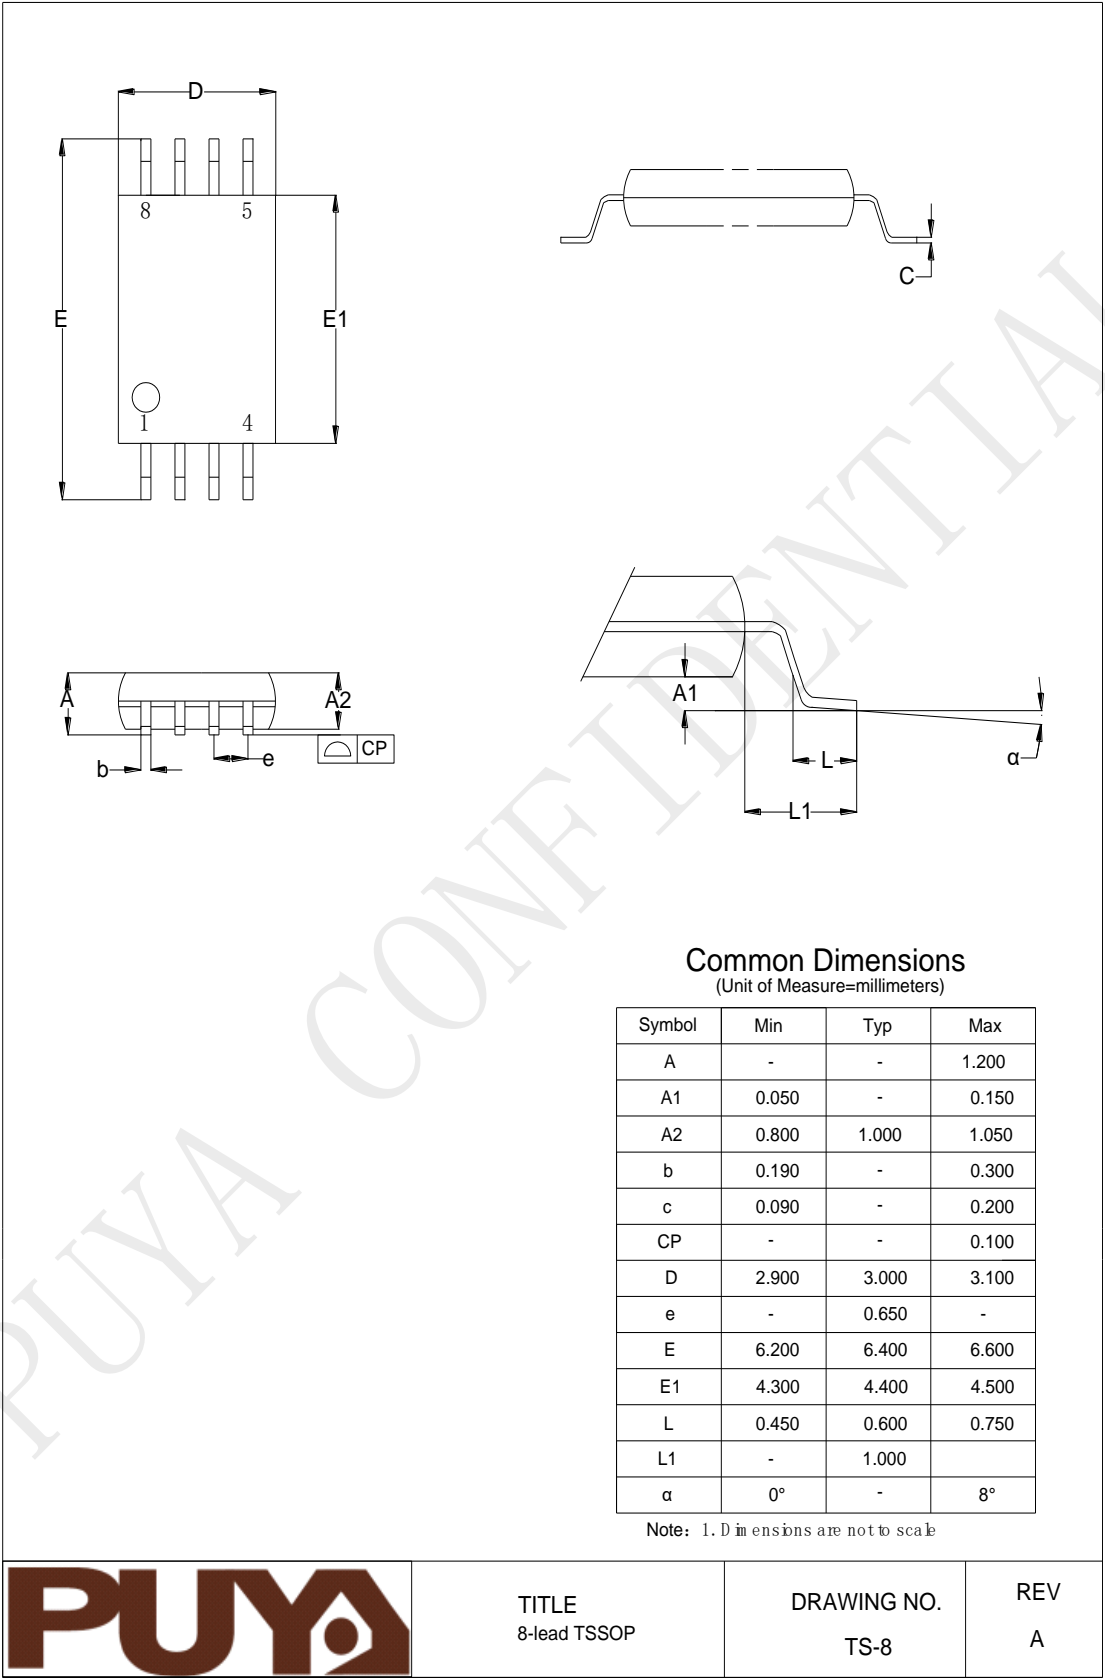 D
8 5
E E1
1 4
C
A A2
b e CP
A1
L α
L1
Common Dimensions
(Unit of Measure=millimeters)
Symbol Min Typ Max
A - - 1.200
A1 0.050 - 0.150
A2 0.800 1.000 1.050
b 0.190 - 0.300
c 0.090 - 0.200
CP - - 0.100
D 2.900 3.000 3.100
e - 0.650 -
E 6.200 6.400 6.600
E1 4.300 4.400 4.500
L 0.450 0.600 0.750
L1 - 1.000
α 0° - 8°
Note：1. Dimensions are not to scale
PUYA
TITLE
8-lead TSSOP
DRAWING NO.
TS-8
REV
A
PUYA CONFIDENTIAL